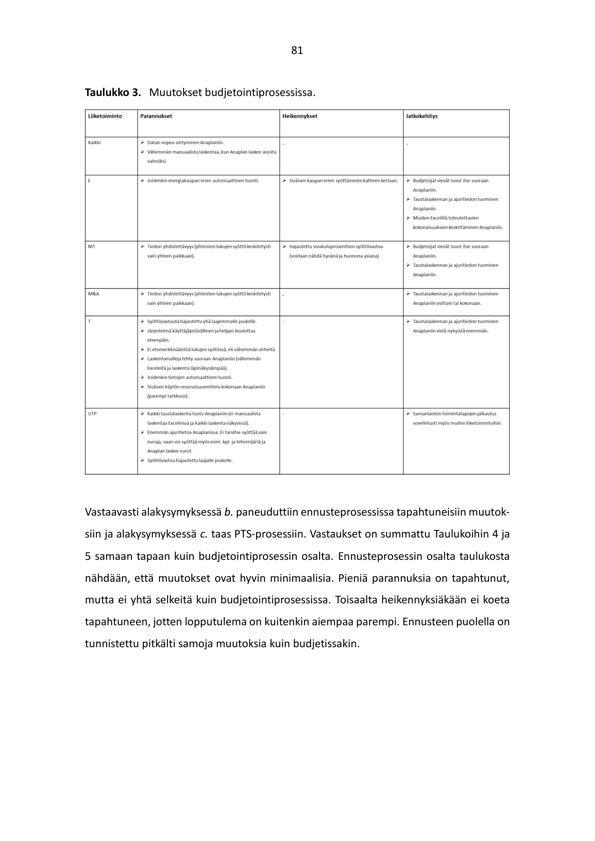 81
Taulukko 3. Muutokset budjetointiprosessissa.
Liiketoiminto Parannukset Heikennykset Jatkokehitys
Kaikki
➢ Datan nopea siirtyminen Anaplaniin.
➢ Vähemmän manuaalista laskentaa, kun Anaplan laskee asioita
valmiiksi.
-
-
E
➢ Joidenkin energiakaupan erien automaattinen tuonti.
➢ Sisäisen kaupan erien syöttäminen kahteen kertaan.
➢ Budjetoijat vievät luvut itse suoraan
Anaplaniin.
➢ Taustalaskennan ja ajuritiedon tuominen
Anaplaniin.
➢ Muiden Excelillä toteutettavien
kokonaisuuksien keskittäminen Anaplaniin.
MT
➢ Tiedon yhdistettävyys (yhteisten lukujen syöttö keskitetysti
vain yhteen paikkaan).
➢ Hajautettu sivukuluprosenttien syöttövastuu
(voidaan nähdä hyvänä ja huonona asiana).
➢ Budjetoijat vievät luvut itse suoraan
Anaplaniin.
➢ Taustalaskennan ja ajuritiedon tuominen
Anaplaniin.
M&A
➢ Tiedon yhdistettävyys (yhteisten lukujen syöttö keskitetysti
vain yhteen paikkaan).
-
➢ Taustalaskennan ja ajuritiedon tuominen
Anaplaniin osittain tai kokonaan.
T
➢ Syöttövastuuta hajautettu yhä laajemmalle joukolle.
➢ Järjestelmä käyttäjäystävällinen ja helppo kouluttaa
eteenpäin.
➢ Ei etumerkkisääntöä lukujen syötössä, eli vähemmän virheitä.
➢ Laskentamalleja tehty suoraan Anaplaniin (vähemmän
Exceleitä ja laskenta läpinäkyvämpää).
➢ Joidenkin tietojen automaattinen tuonti.
➢ Sisäisen käytön resurssisuunnittelu kokonaan Anaplaniin
(parempi tarkkuus).
-
➢ Taustalaskennan ja ajuritiedon tuominen
Anaplaniin vielä nykyistä enemmän.
UTP
➢ Kaikki taustalaskenta tuotu Anaplaniin (ei manuaalista
laskentaa Exceleissä ja kaikki laskenta näkyvissä).
➢ Enemmän ajuritietoa Anaplanissa. Ei tarvitse syöttää vain
euroja, vaan voi syöttää myös esim. kpl- ja tehomääriä ja
Anaplan laskee eurot.
➢ Syöttövastuu hajautettu laajalle joukolle.
-
➢ Samanlaisten toimintatapojen jalkautus
sovelletusti myös muihin liiketoimintoihin.
Vastaavasti alakysymyksessä b. paneuduttiin ennusteprosessissa tapahtuneisiin muutok-
siin ja alakysymyksessä c. taas PTS-prosessiin. Vastaukset on summattu Taulukoihin 4 ja
5 samaan tapaan kuin budjetointiprosessin osalta. Ennusteprosessin osalta taulukosta
nähdään, että muutokset ovat hyvin minimaalisia. Pieniä parannuksia on tapahtunut,
mutta ei yhtä selkeitä kuin budjetointiprosessissa. Toisaalta heikennyksiäkään ei koeta
tapahtuneen, joten lopputulema on kuitenkin aiempaa parempi. Ennusteen puolella on
tunnistettu pitkälti samoja muutoksia kuin budjetissakin.